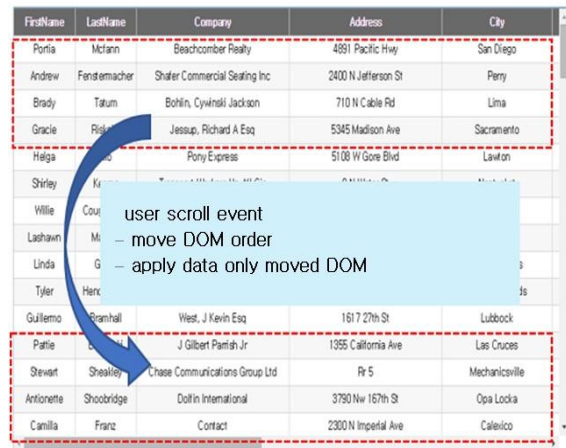 FirstName LastName Company Address City
Portia Mcfann Beachcomber Realty 4891 Pacific Hwy San Diego
Andrew Fenstermacher Shafer Commercial Seating Inc 2400 N Jefferson St Perry
Brady Tatum Bohlin, Cywinski Jackson 710 N Cable Rd Lima
Gracie Jessup, Richard A Esq 5345 Madison Ave Sacramento
Helga Pony Express 5108 W Gore Blvd Lawton
Shirley
Willie
Lashawn
Linda
Tyler
user scroll event
– move DOM order
– apply data only moved DOM
Guillermo Bramhall West, J Kevin Esq 1617 27th St Lubbock
Pattie J Gilbert Parrish Jr 1355 California Ave Las Cruces
Stewart Sheakley Chase Communications Group Ltd Rr 5 Mechanicsville
Antionette Shoobridge Dolfin International 3790 Nw 167th St Opa Locka
Camilla Franz Contact 2300 N Imperial Ave Calexico